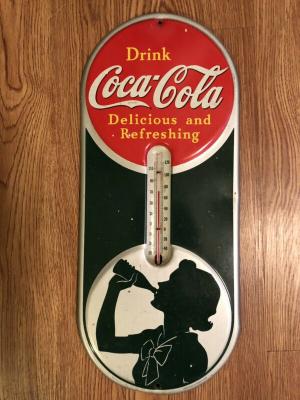 Drink
Coca-Cola
Delicious and
Refreshing